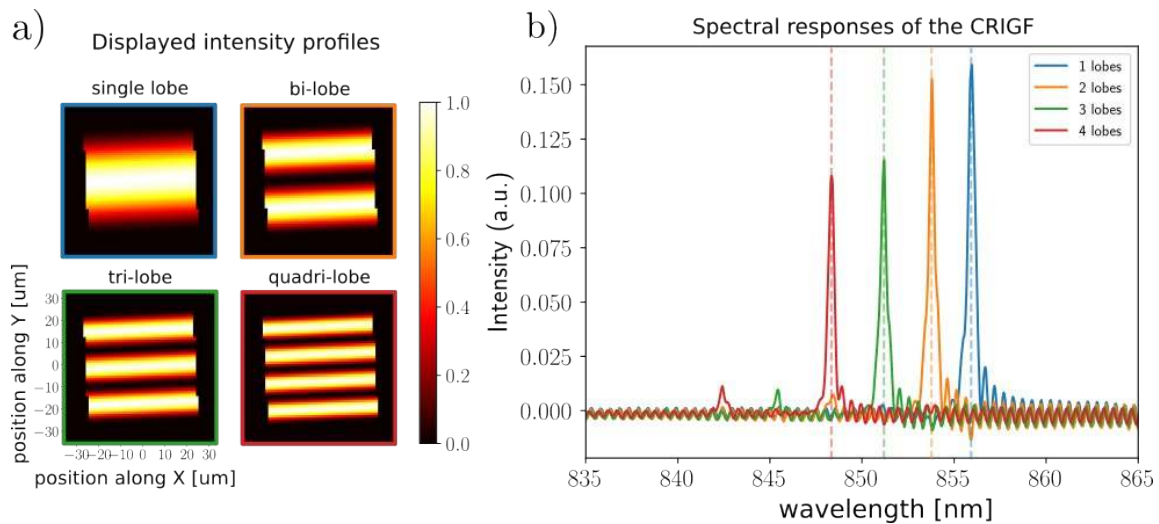 a)
Displayed intensity profiles
single lobe
bi-lobe
tri-lobe
quadri-lobe
30
20
10
0
−10
−20
−30
position along Y [um]
−30 −20 −10 0 10 20 30
position along X [um]
1.0
0.8
0.6
0.4
0.2
0.0
b)
Spectral responses of the CRIGF
1 lobes
2 lobes
3 lobes
4 lobes
0.150
0.125
0.100
0.075
0.050
0.025
0.000
Intensity (a.u.)
835 840 845 850 855 860 865
wavelength [nm]